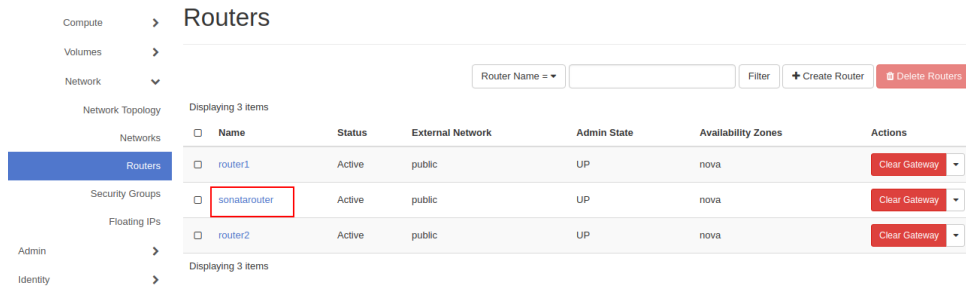 Routers
Compute
Volumes
Network
Network Topology
Networks
Routers
Security Groups
Floating IPs
Admin
Identity
Router Name = Filter + Create Router Delete Routers
Displaying 3 items
Name Status External Network Admin State Availability Zones Actions
router1 Active public UP nova Clear Gateway
sonatarouter Active public UP nova Clear Gateway
router2 Active public UP nova Clear Gateway
Displaying 3 items